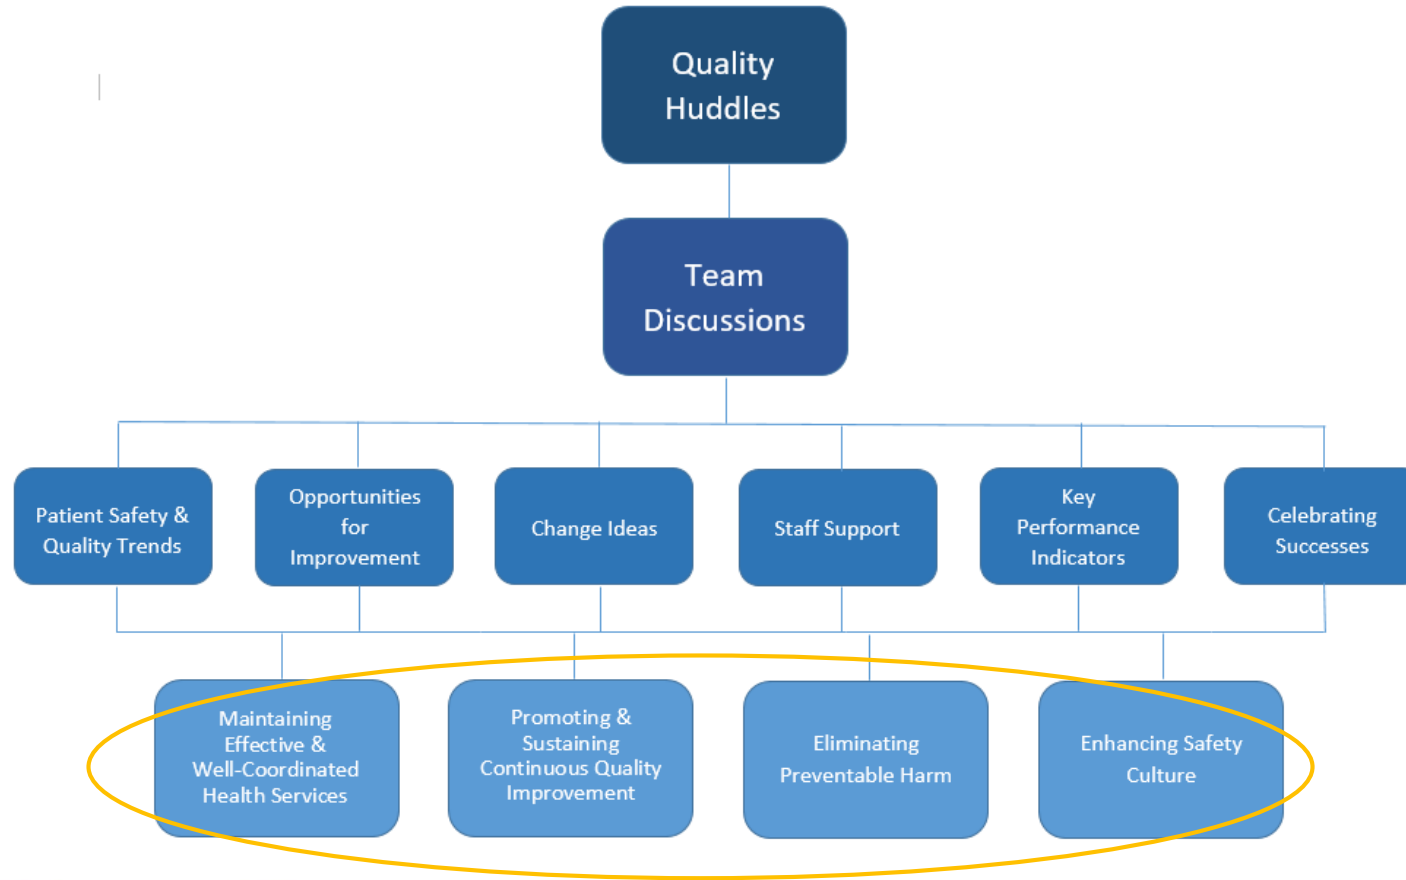 Quality
Huddles
Team
Discussions
Patient Safety &
Quality Trends
Opportunities
for
Improvement
Change Ideas
Staff Support
Key
Performance
Indicators
Celebrating
Successes
Maintaining
Effective &
Well-Coordinated
Health Services
Promoting &
Sustaining
Continuous Quality
Improvement
Eliminating
Preventable Harm
Enhancing Safety
Culture